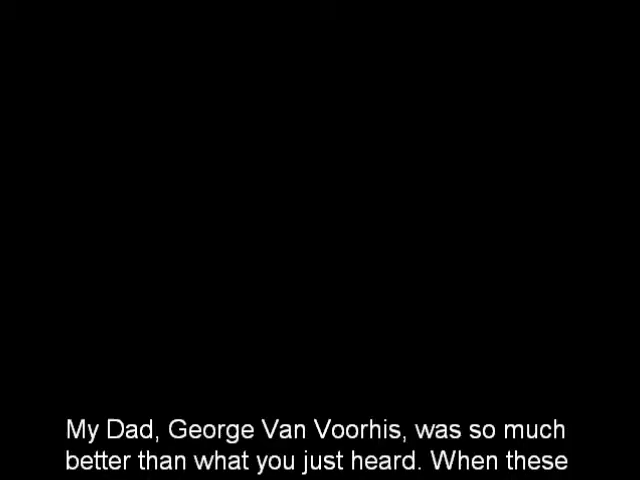 My Dad, George Van Voorhis, was so much
better than what you just heard. When these